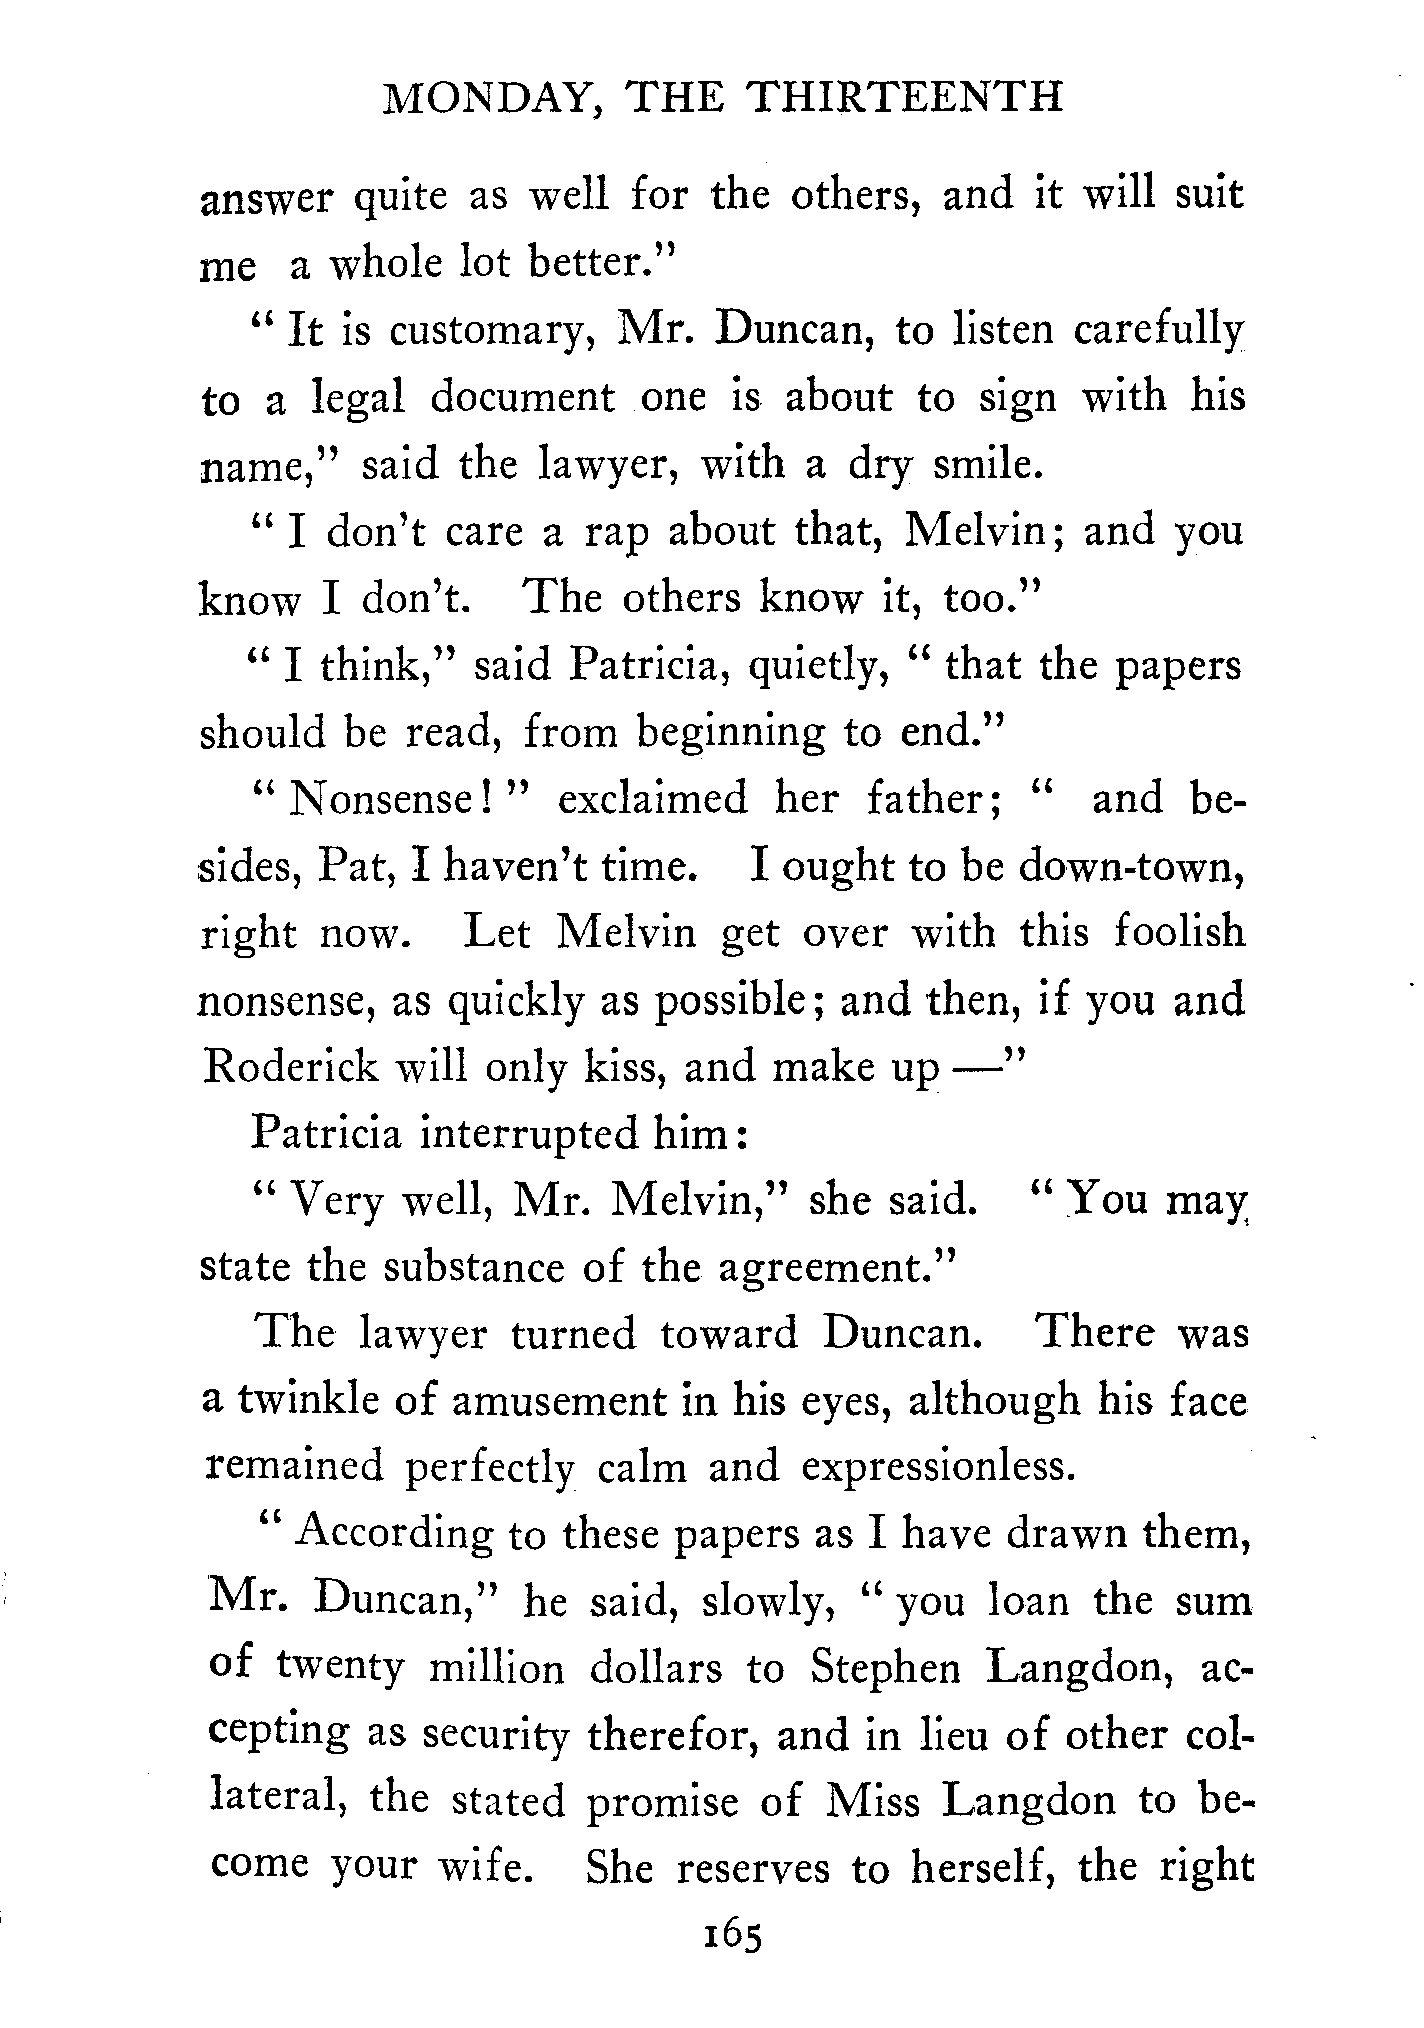 MONDAY, THE THIRTEENTH
answer quite as well for the others, and it will suit
me a whole lot better."
" It is customary, Mr. Duncan, to listen carefully
to a legal document one is about to sign with his
name," said the lawyer, with a dry smile.
" I don't care a rap about that, Melvin; and you
know I don't. The others know it, too."
" I think," said Patricia, quietly, " that the papers
should be read, from beginning to end."
" Nonsense! " exclaimed her father; " and be-
sides, Pat, I haven't time. I ought to be down-town,
right now. Let Melvin get over with this foolish
nonsense, as quickly as possible; and then, if you and
Roderick will only kiss, and make up —"
Patricia interrupted him:
" Very well, Mr. Melvin," she said. " You may
state the substance of the agreement."
The lawyer turned toward Duncan. There was
a twinkle of amusement in his eyes, although his face
remained perfectly calm and expressionless.
" According to these papers as I have drawn them,
Mr. Duncan," he said, slowly, " you loan the sum
of twenty million dollars to Stephen Langdon, ac-
cepting as security therefor, and in lieu of other col-
lateral, the stated promise of Miss Langdon to be-
come your wife. She reserves to herself, the right
165